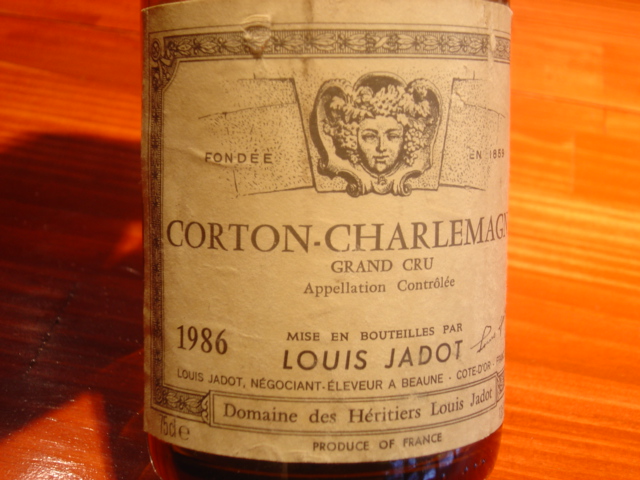 FONDÉE EN 1859
CORTON-CHARLEMAGN
GRAND CRU
Appellation Contrôlée
1986
MISE EN BOUTEILLES PAR
LOUIS JADOT
LOUIS JADOT, NÉGOCIANT-ÉLEVEUR A BEAUNE - COTE-D'OR - FRA
Domaine des Héritiers Louis Jadot
75cl e
PRODUCE OF FRANCE